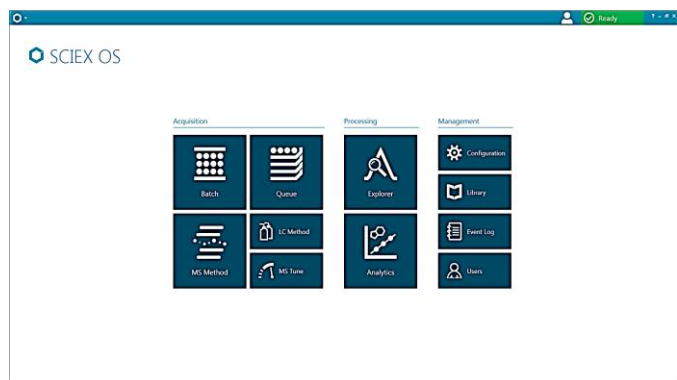 Ready
? - 
SCIEX OS
Acquisition
Processing
Management
Batch
Queue
Explorer
Configuration
Library
MS Method
LC Method
MS Tune
Analytics
Event Log
Users